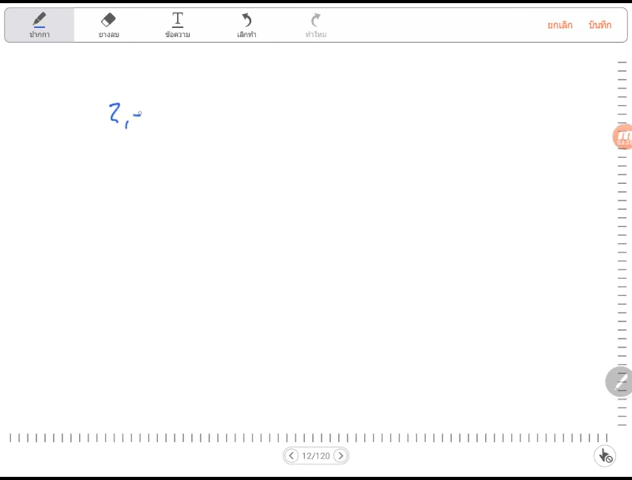 ปากกา ยางลบ ข้อความ เลิกทำ ทำใหม่ ยกเลิก บันทึก
2,-
12/120